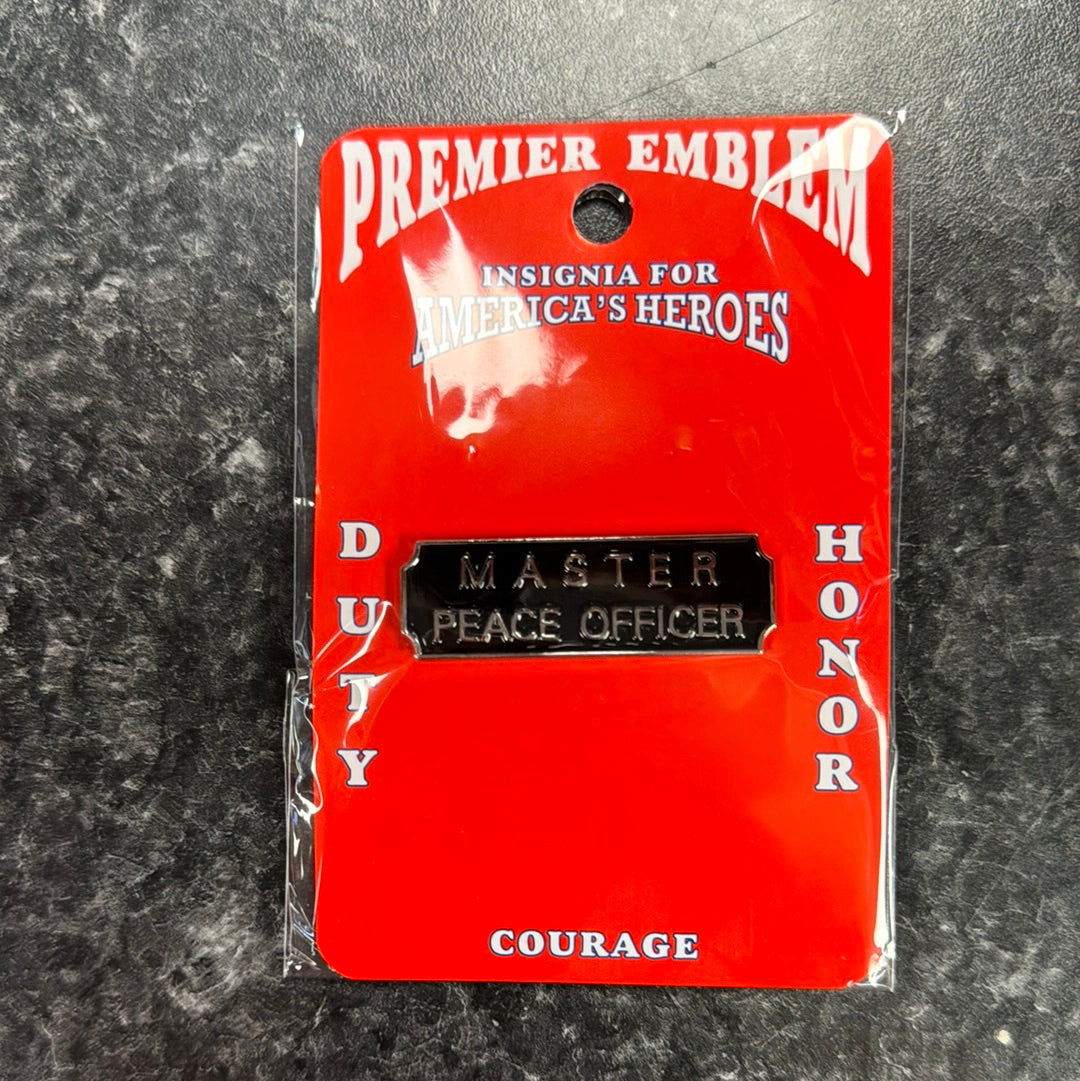 PREMIER EMBLEM
INSIGNIA FOR
AMERICA'S HEROES
DUTY
HONOR
MASTER
PEACE OFFICER
COURAGE